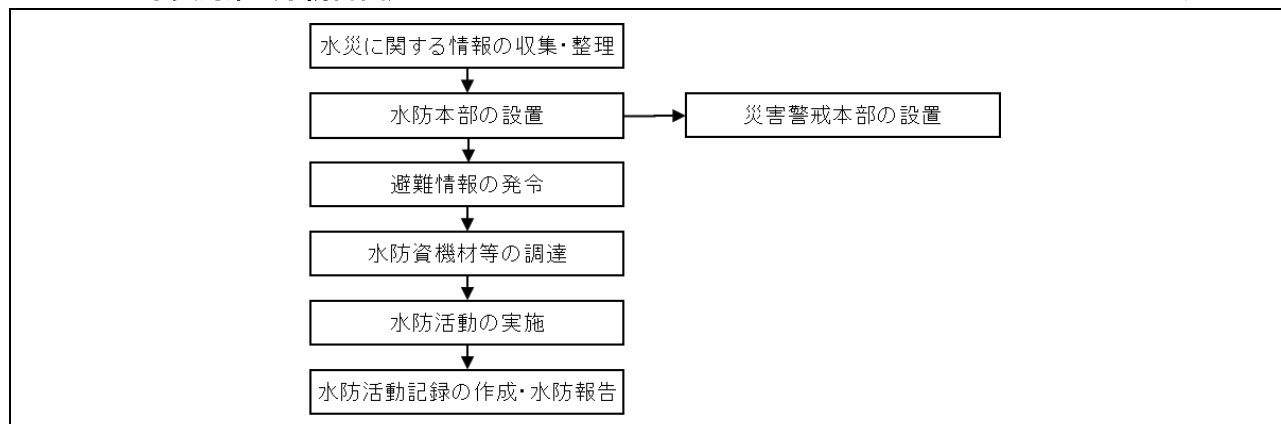 水災に関する情報の収集・整理
水防本部の設置
災害警戒本部の設置
避難情報の発令
水防資機材等の調達
水防活動の実施
水防活動記録の作成・水防報告